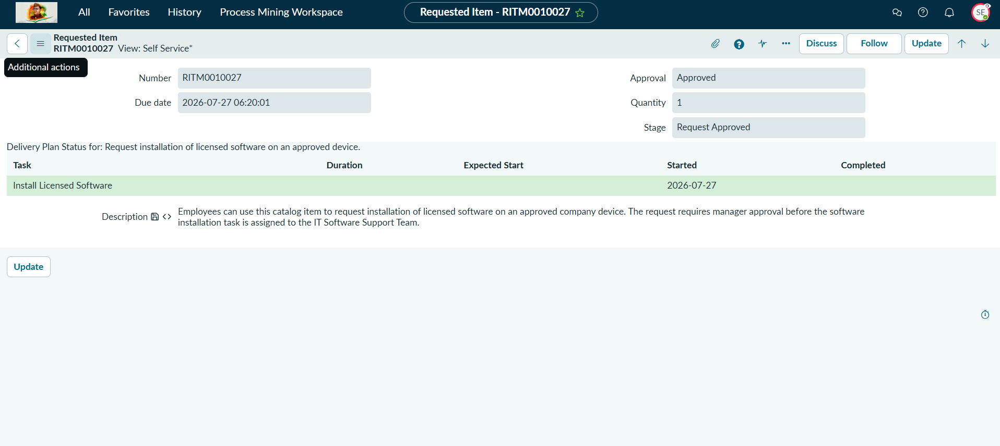 All Favorites History Process Mining Workspace Requested Item - RITM0010027 SE
Requested Item
RITM0010027 View: Self Service*
Discuss Follow Update
Additional actions
Number RITM0010027
Approval Approved
Due date 2026-07-27 06:20:01
Quantity 1
Stage Request Approved
Delivery Plan Status for: Request installation of licensed software on an approved device.
Task Duration Expected Start Started Completed
Install Licensed Software 2026-07-27
Description Employees can use this catalog item to request installation of licensed software on an approved company device. The request requires manager approval before the software
installation task is assigned to the IT Software Support Team.
Update